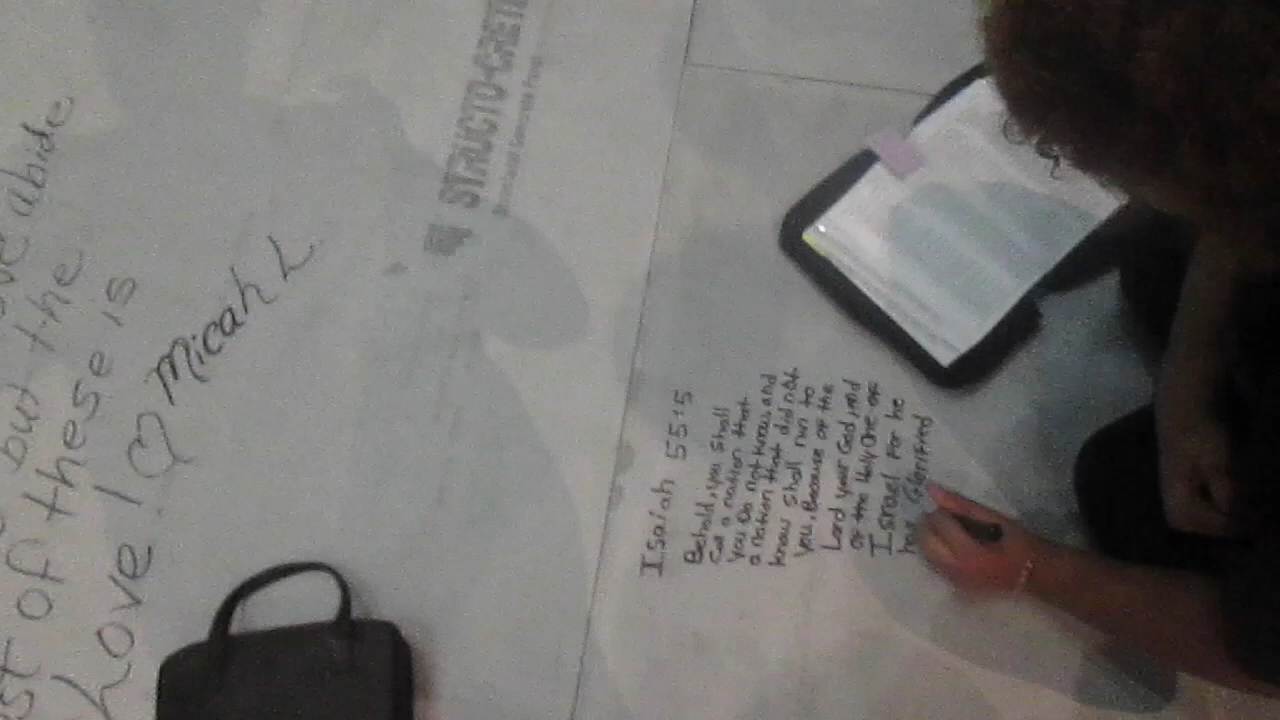 abide
but the
st of these is
Love! ♡ Micah L
STRUCTO-CRETE
Isaiah 55:5
Behold, you shall
Call a nation that
you Do not know, and
a nation that did not
know shall run to
you, Because of the
Lord your God, and
of the Holy One of
Israel For he
has Glorified